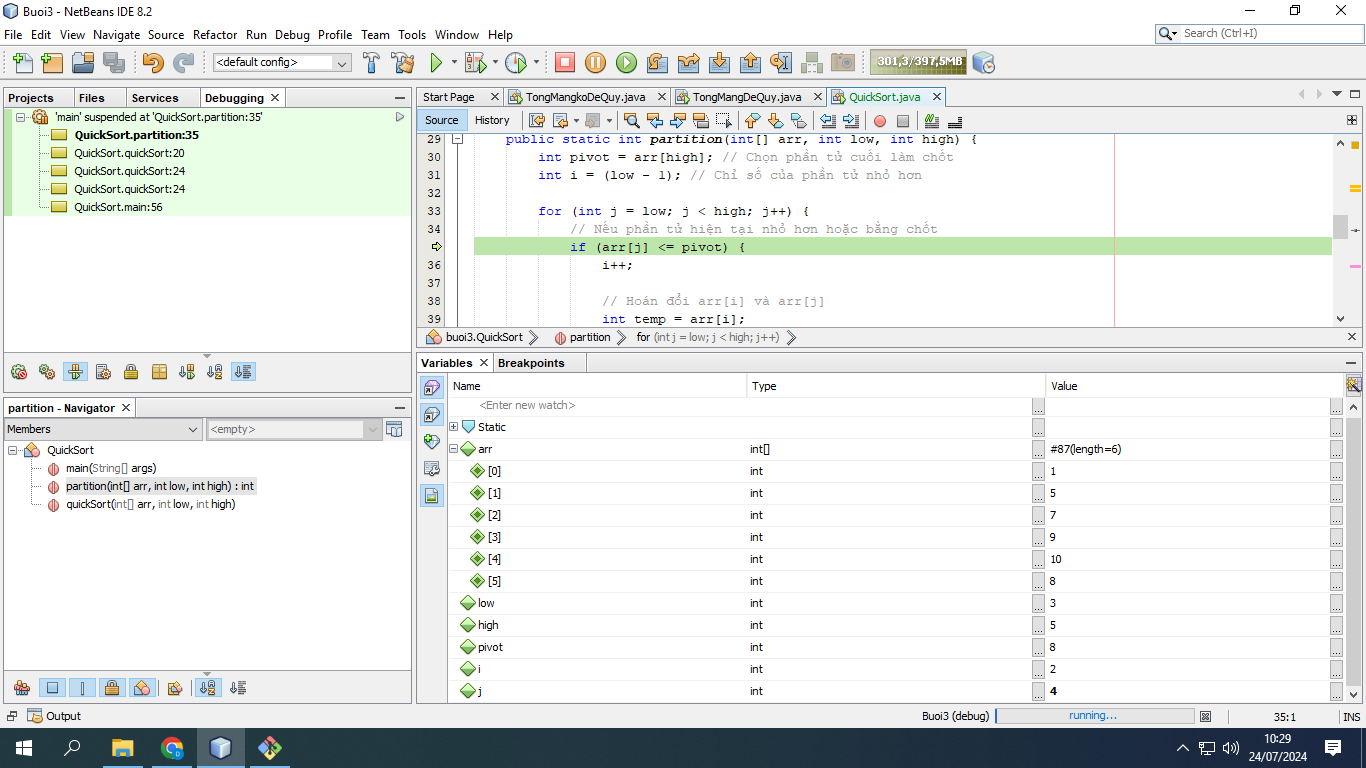 Buoi3 - NetBeans IDE 8.2
File Edit View Navigate Source Refactor Run Debug Profile Team Tools Window Help
Search (Ctrl+I)
<default config>
301,3/397,5MB
Projects Files Services Debugging
'main' suspended at 'QuickSort.partition:35'
QuickSort.partition:35
QuickSort.quickSort:20
QuickSort.quickSort:24
QuickSort.quickSort:24
QuickSort.main:56
partition - Navigator
Members
<empty>
QuickSort
main(String[] args)
partition(int[] arr, int low, int high) : int
quickSort(int[] arr, int low, int high)
Start Page TongMangkoDeQuy.java TongMangDeQuy.java QuickSort.java
Source History
29 public static int partition(int[] arr, int low, int high) {
30 int pivot = arr[high]; // Chọn phần tử cuối làm chốt
31 int i = (low - 1); // Chỉ số của phần tử nhỏ hơn
32
33 for (int j = low; j < high; j++) {
34 // Nếu phần tử hiện tại nhỏ hơn hoặc bằng chốt
if (arr[j] <= pivot) {
36 i++;
37
38 // Hoán đổi arr[i] và arr[j]
39 int temp = arr[i];
buoi3.QuickSort partition for (int j = low; j < high; j++)
Variables Breakpoints
Name Type Value
<Enter new watch>
Static
arr int[] #87(length=6)
[0] int 1
[1] int 5
[2] int 7
[3] int 9
[4] int 10
[5] int 8
low int 3
high int 5
pivot int 8
i int 2
j int 4
Output
Buoi3 (debug) running... 35:1 INS
10:29
24/07/2024